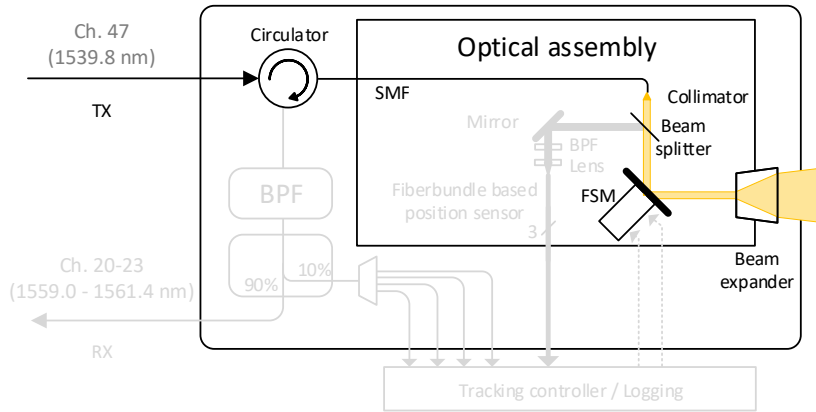 Ch. 47
(1539.8 nm)
TX
Circulator
Optical assembly
SMF
Collimator
Beam
splitter
Mirror
BPF
Lens
Fiberbundle based
position sensor
FSM
3
BPF
Beam
expander
Ch. 20-23
(1559.0 - 1561.4 nm)
10%
90%
RX
Tracking controller / Logging